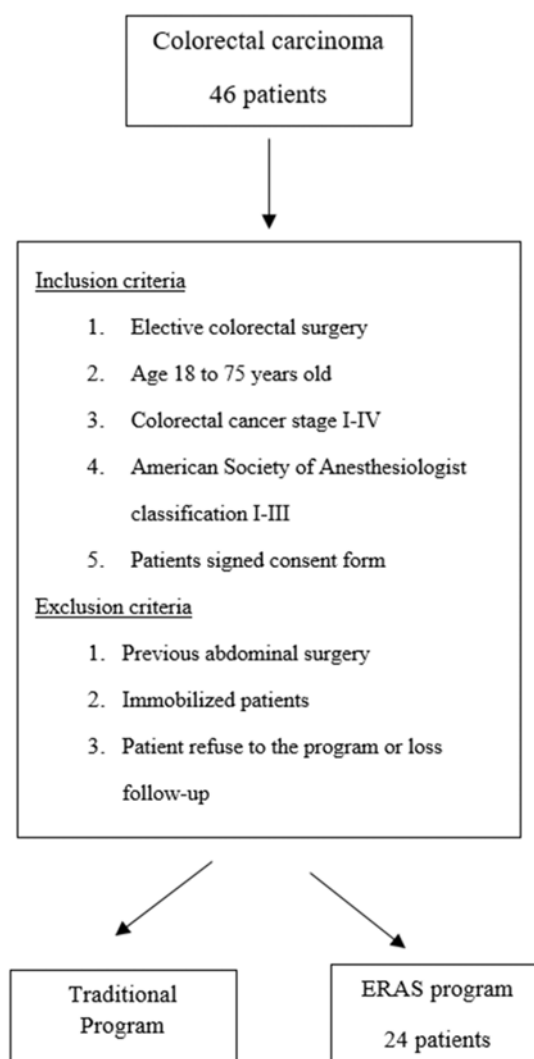 Colorectal carcinoma
46 patients
Inclusion criteria
1. Elective colorectal surgery
2. Age 18 to 75 years old
3. Colorectal cancer stage I-IV
4. American Society of Anesthesiologist
classification I-III
5. Patients signed consent form
Exclusion criteria
1. Previous abdominal surgery
2. Immobilized patients
3. Patient refuse to the program or loss
follow-up
Traditional
Program
ERAS program
24 patients